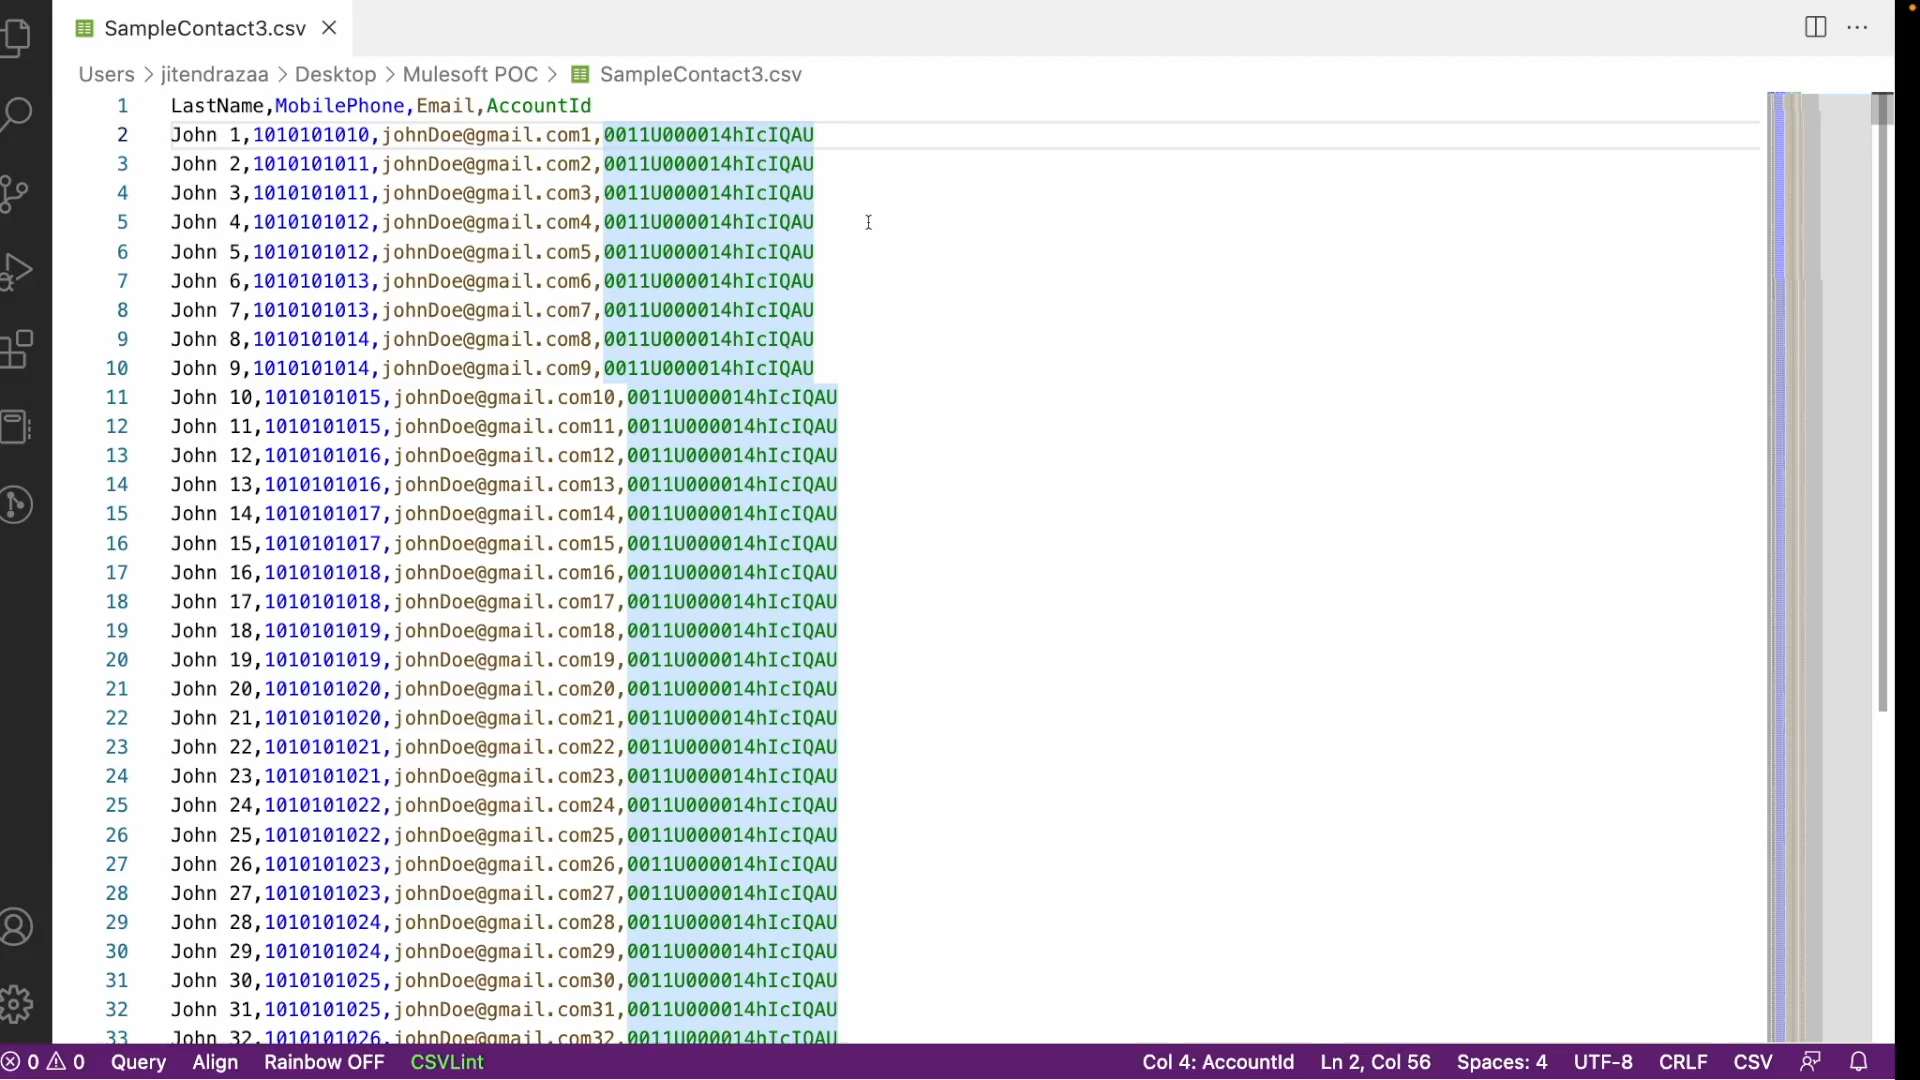 SampleContact3.csv
Users > jitendrazaa > Desktop > Mulesoft POC > SampleContact3.csv
1 LastName,MobilePhone,Email,AccountId
2 John 1,1010101010,johnDoe@gmail.com1,0011U000014hIcIQAU
3 John 2,1010101011,johnDoe@gmail.com2,0011U000014hIcIQAU
4 John 3,1010101011,johnDoe@gmail.com3,0011U000014hIcIQAU
5 John 4,1010101012,johnDoe@gmail.com4,0011U000014hIcIQAU
6 John 5,1010101012,johnDoe@gmail.com5,0011U000014hIcIQAU
7 John 6,1010101013,johnDoe@gmail.com6,0011U000014hIcIQAU
8 John 7,1010101013,johnDoe@gmail.com7,0011U000014hIcIQAU
9 John 8,1010101014,johnDoe@gmail.com8,0011U000014hIcIQAU
10 John 9,1010101014,johnDoe@gmail.com9,0011U000014hIcIQAU
11 John 10,1010101015,johnDoe@gmail.com10,0011U000014hIcIQAU
12 John 11,1010101015,johnDoe@gmail.com11,0011U000014hIcIQAU
13 John 12,1010101016,johnDoe@gmail.com12,0011U000014hIcIQAU
14 John 13,1010101016,johnDoe@gmail.com13,0011U000014hIcIQAU
15 John 14,1010101017,johnDoe@gmail.com14,0011U000014hIcIQAU
16 John 15,1010101017,johnDoe@gmail.com15,0011U000014hIcIQAU
17 John 16,1010101018,johnDoe@gmail.com16,0011U000014hIcIQAU
18 John 17,1010101018,johnDoe@gmail.com17,0011U000014hIcIQAU
19 John 18,1010101019,johnDoe@gmail.com18,0011U000014hIcIQAU
20 John 19,1010101019,johnDoe@gmail.com19,0011U000014hIcIQAU
21 John 20,1010101020,johnDoe@gmail.com20,0011U000014hIcIQAU
22 John 21,1010101020,johnDoe@gmail.com21,0011U000014hIcIQAU
23 John 22,1010101021,johnDoe@gmail.com22,0011U000014hIcIQAU
24 John 23,1010101021,johnDoe@gmail.com23,0011U000014hIcIQAU
25 John 24,1010101022,johnDoe@gmail.com24,0011U000014hIcIQAU
26 John 25,1010101022,johnDoe@gmail.com25,0011U000014hIcIQAU
27 John 26,1010101023,johnDoe@gmail.com26,0011U000014hIcIQAU
28 John 27,1010101023,johnDoe@gmail.com27,0011U000014hIcIQAU
29 John 28,1010101024,johnDoe@gmail.com28,0011U000014hIcIQAU
30 John 29,1010101024,johnDoe@gmail.com29,0011U000014hIcIQAU
31 John 30,1010101025,johnDoe@gmail.com30,0011U000014hIcIQAU
32 John 31,1010101025,johnDoe@gmail.com31,0011U000014hIcIQAU
33 John 32,1010101026,johnDoe@gmail.com32,0011U000014hIcIQAU
0 0 Query Align Rainbow OFF CSVLint Col 4: AccountId Ln 2, Col 56 Spaces: 4 UTF-8 CRLF CSV